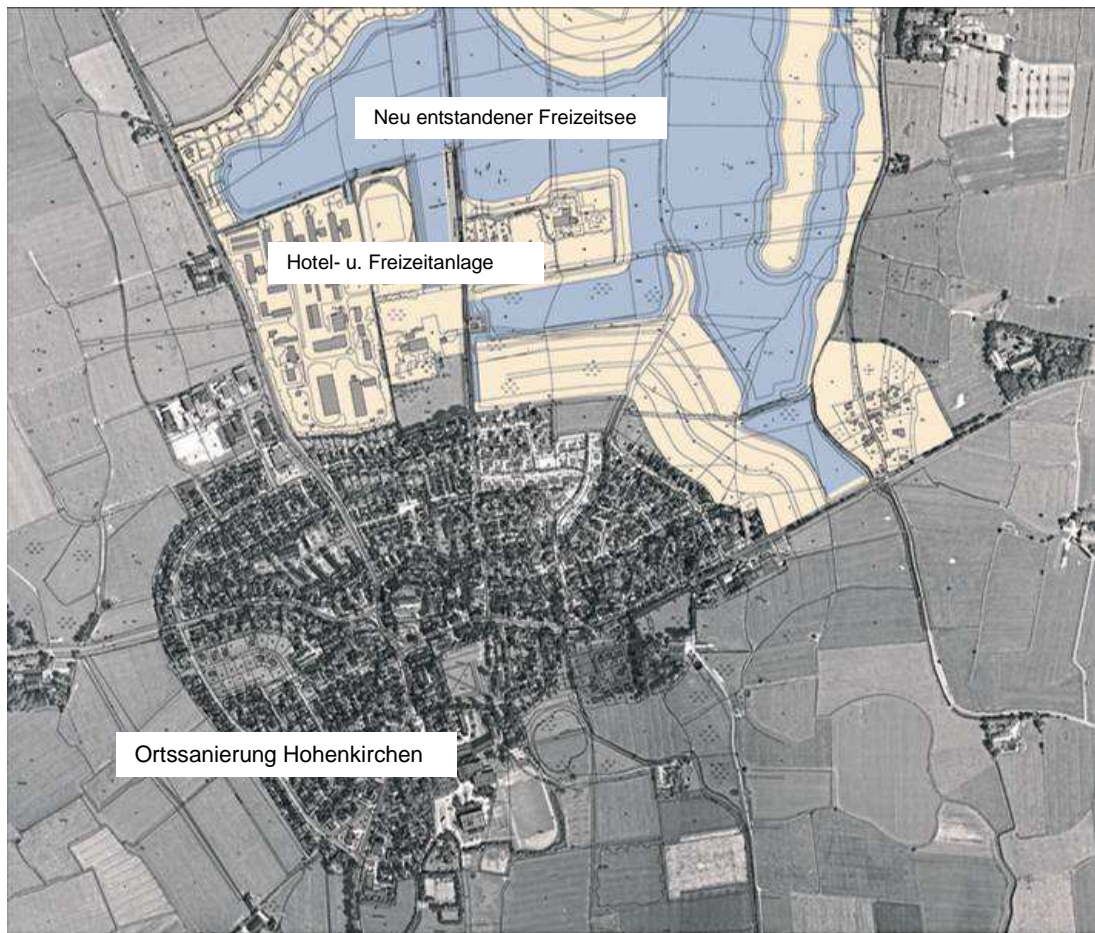 Neu entstandener Freizeitsee
Hotel- u. Freizeitanlage
Ortssanierung Hohenkirchen